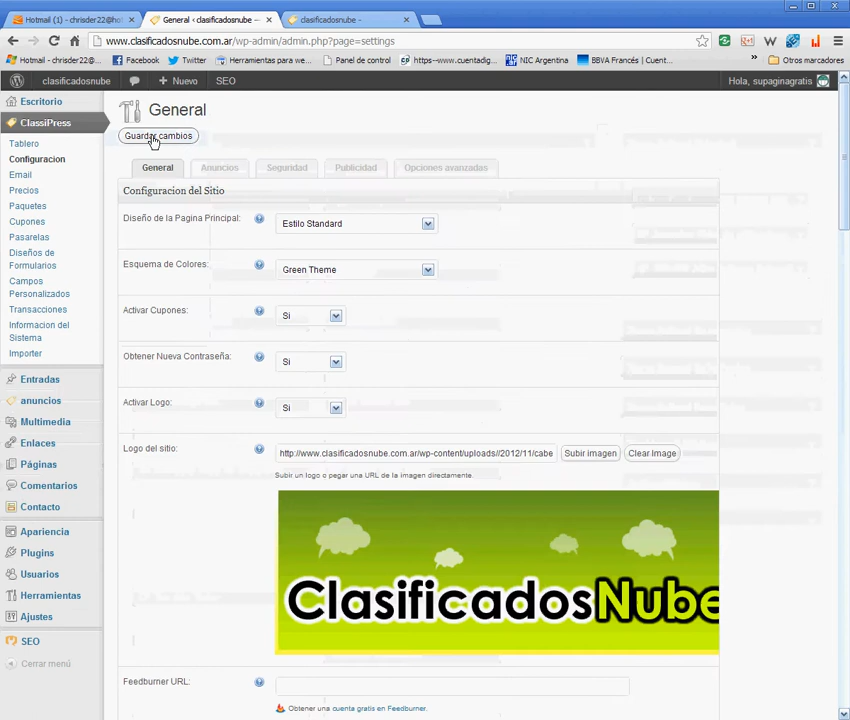 Hotmail (1) - chrisder22@hot
General ‹ clasificadosnube
clasificadosnube -
www.clasificadosnube.com.ar/wp-admin/admin.php?page=settings
Hotmail - chrisder22@...
Facebook
Twitter
Herramientas para w...
Panel de control
https--www.cuentadig...
NIC Argentina
BBVA Francés | Cuent...
Otros marcadores
clasificadosnube
Nuevo
SEO
Hola, supaginagratis
Escritorio
ClassiPress
Tablero
Configuracion
Email
Precios
Paquetes
Cupones
Pasarelas
Diseños de
Formularios
Campos
Personalizados
Transacciones
Informacion del
Sistema
Importer
Entradas
anuncios
Multimedia
Enlaces
Páginas
Comentarios
Contacto
Apariencia
Plugins
Usuarios
Herramientas
Ajustes
SEO
Cerrar menú
General
Guardar cambios
General
Anuncios
Seguridad
Publicidad
Opciones avanzadas
Configuracion del Sitio
Diseño de la Pagina Principal:
Estilo Standard
Esquema de Colores:
Green Theme
Activar Cupones:
Si
Obtener Nueva Contraseña:
Si
Activar Logo:
Si
Logo del sitio:
http://www.clasificadosnube.com.ar/wp-content/uploads//2012/11/cabe
Subir imagen
Clear Image
Subir un logo o pegar una URL de la imagen directamente.
ClasificadosNube
Feedburner URL:
Obtener una cuenta gratis en Feedburner.